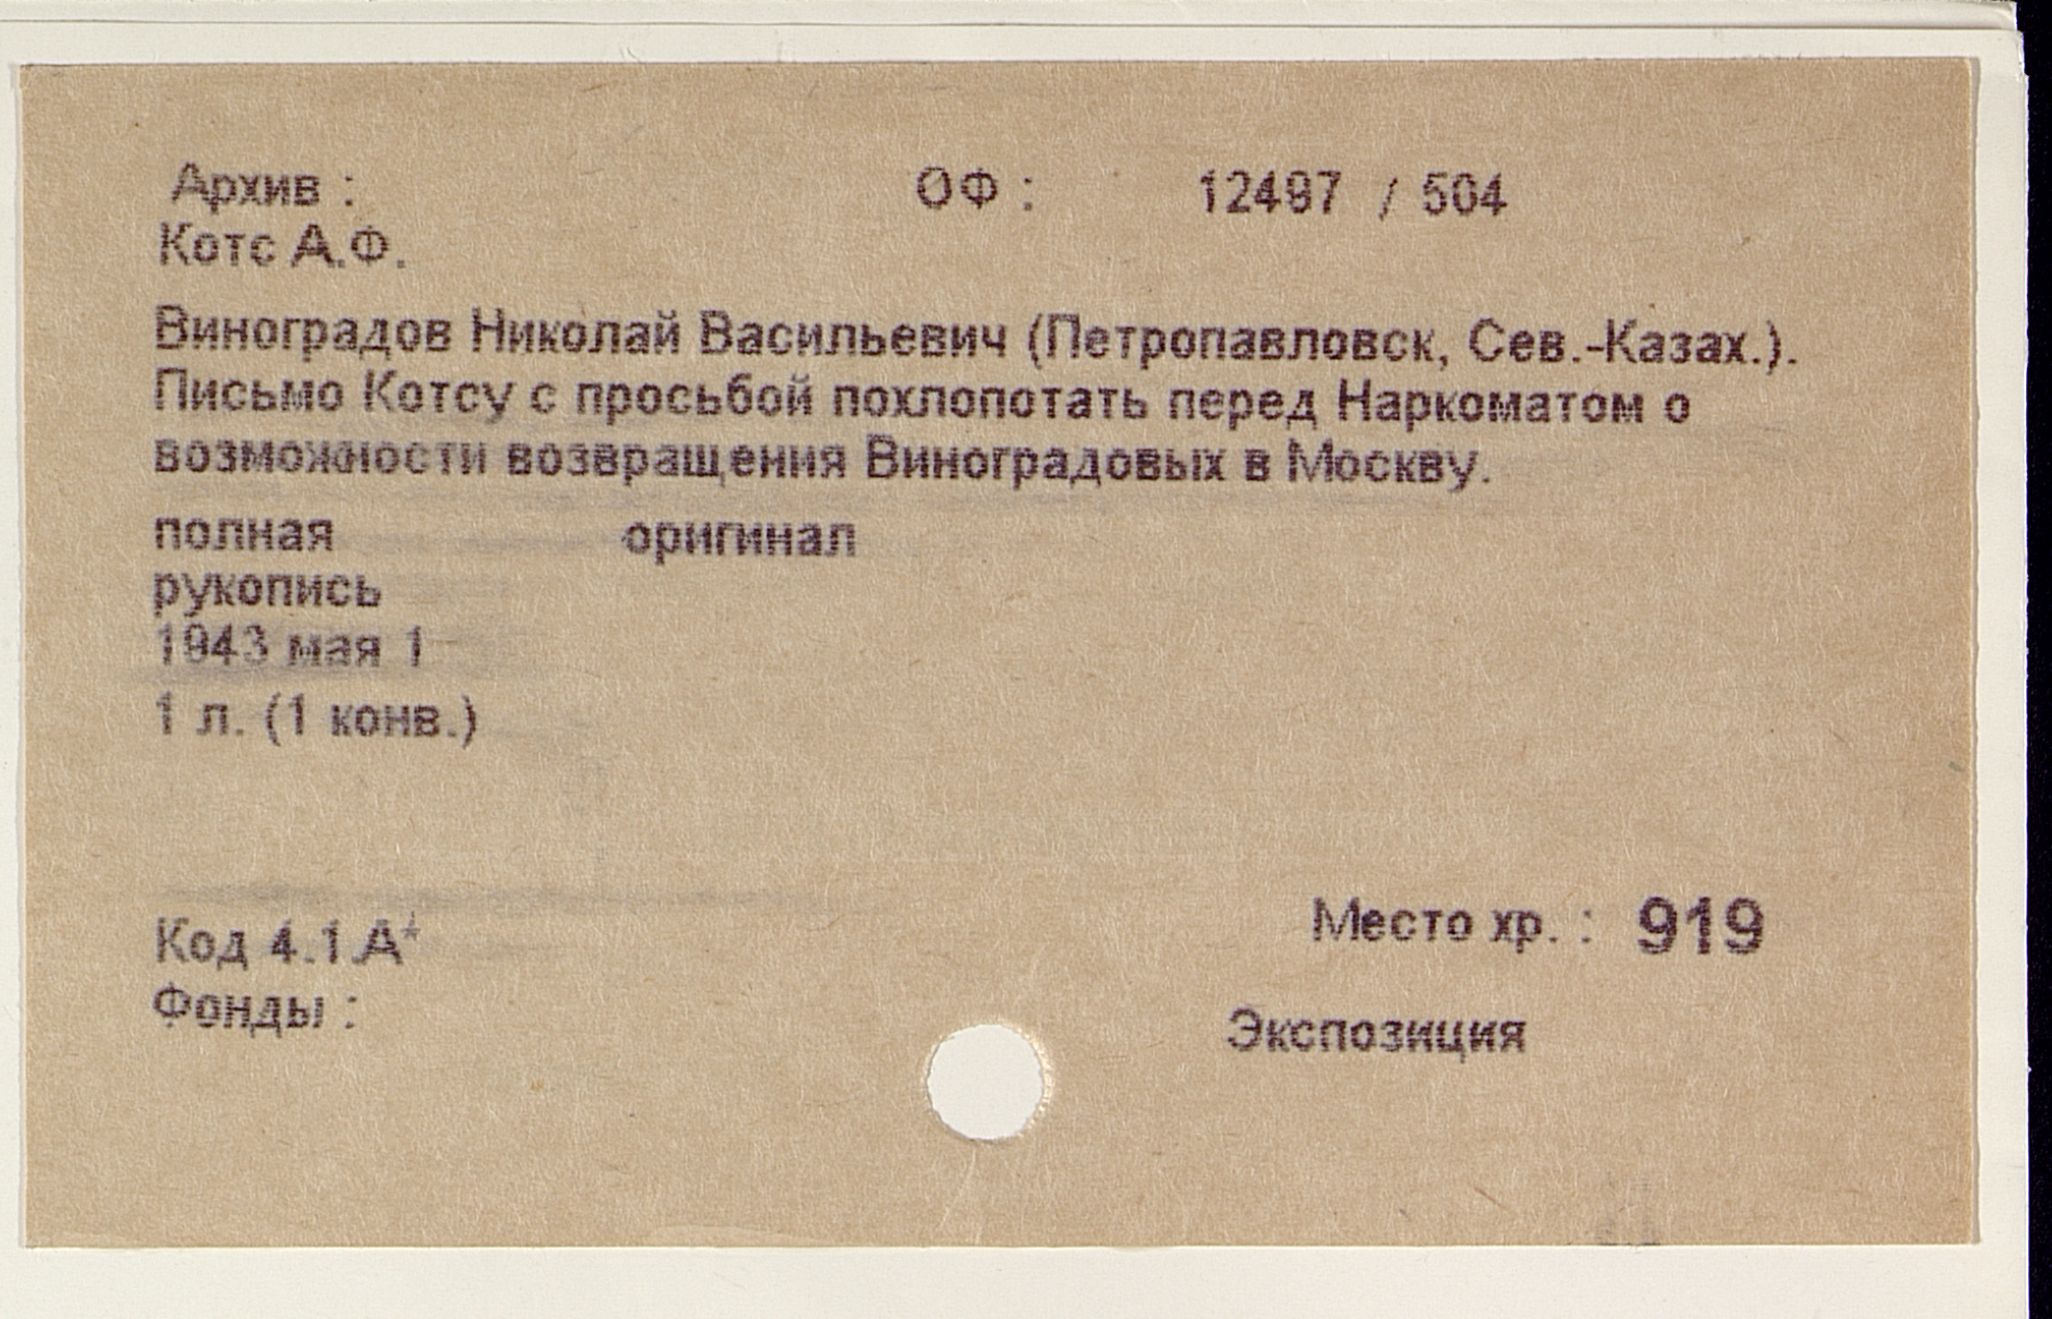 Архив : ОФ : 12497 / 504
Котс А.Ф.
Виноградов Николай Васильевич (Петропавловск, Сев.-Казах.).
Письмо Котсу с просьбой похлопотать перед Наркоматом о
возможности возвращения Виноградовых в Москву.
полная оригинал
рукопись
1943 мая 1
1 л. (1 конв.)
Код 4.1.А* Место хр. : 919
Фонды : Экспозиция